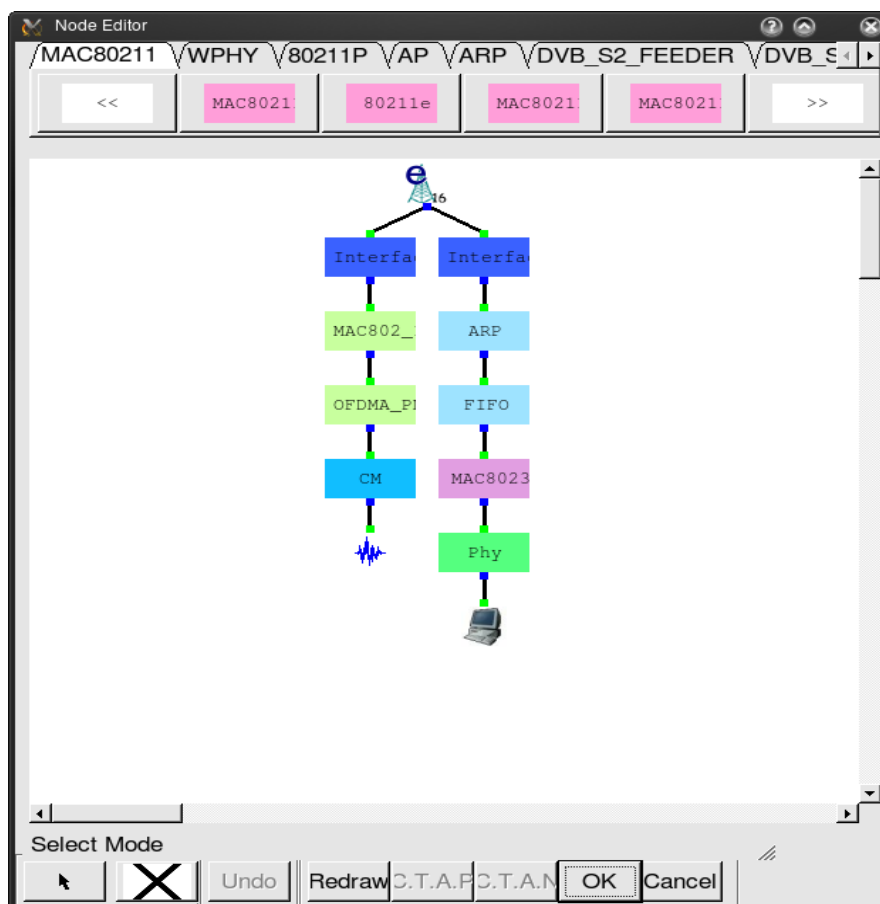 Node Editor
MAC80211 WPHY 80211P AP ARP DVB_S2_FEEDER DVB_S
<< MAC8021 80211e MAC8021 MAC8021 >>
e
16
Interfa Interfa
MAC802_ ARP
OFDMA_P FIFO
CM MAC8023
Phy
Select Mode
Undo Redraw C.T.A.P C.T.A.N OK Cancel